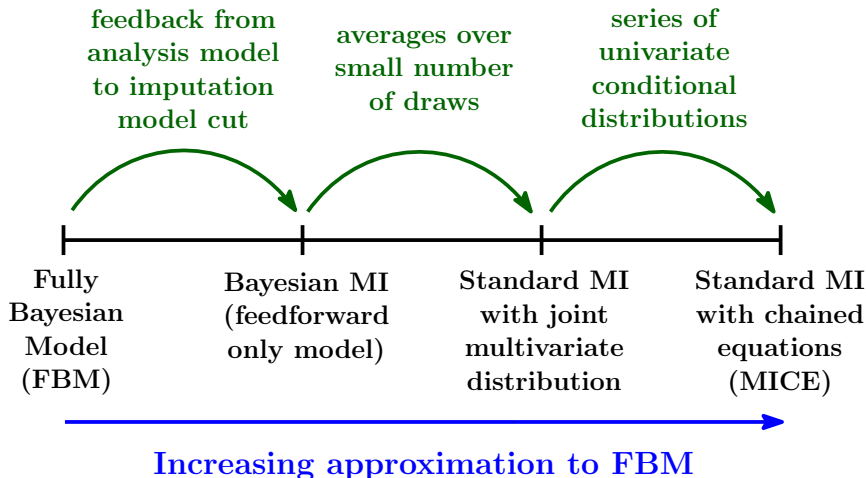 feedback from
analysis model
to imputation
model cut
averages over
small number
of draws
series of
univariate
conditional
distributions
Fully
Bayesian
Model
(FBM)
Bayesian MI
(feedforward
only model)
Standard MI
with joint
multivariate
distribution
Standard MI
with chained
equations
(MICE)
Increasing approximation to FBM